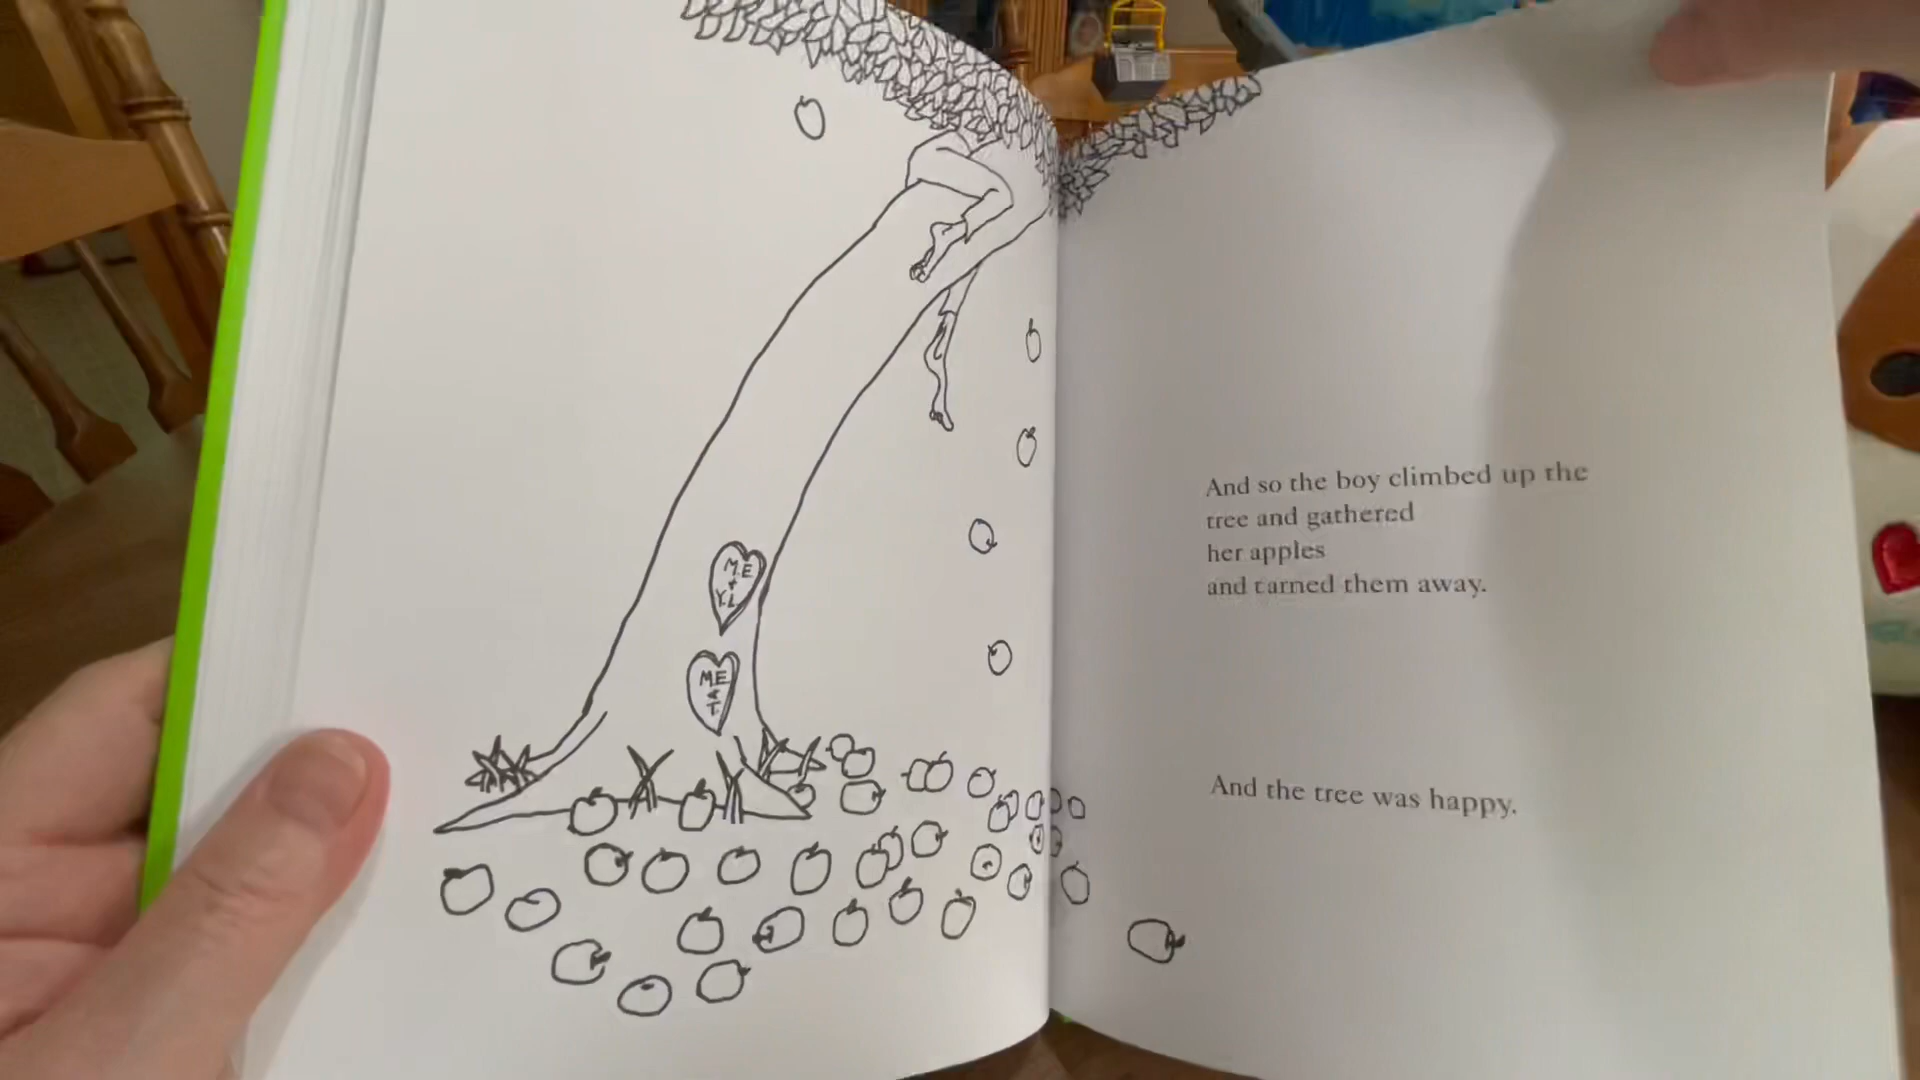 M.E
+
Y.L.
M.E
&
T.
And so the boy climbed up the
tree and gathered
her apples
and carried them away.
And the tree was happy.